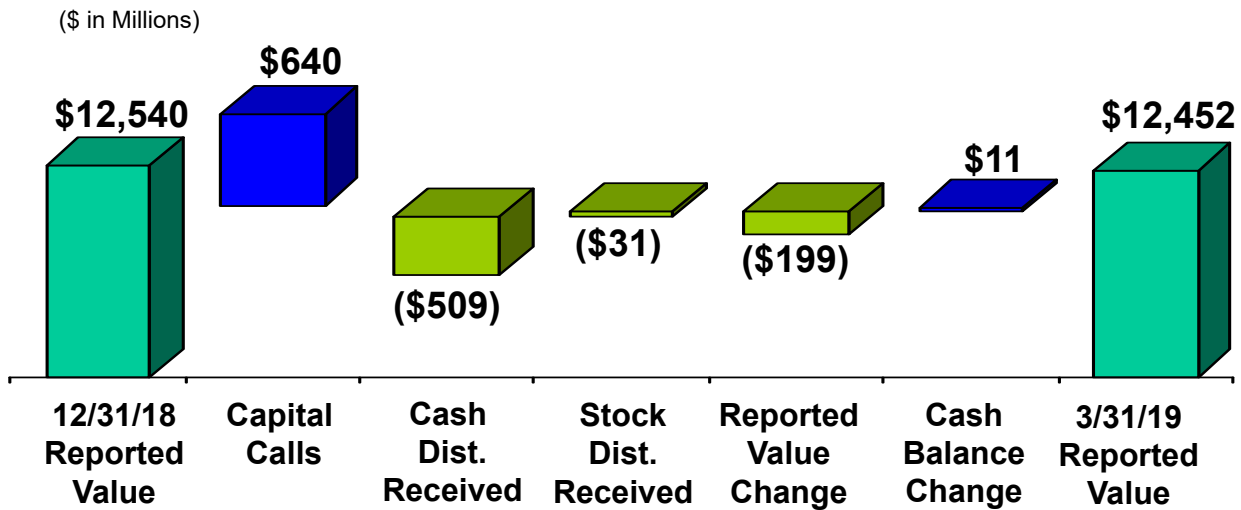 ($ in Millions)
$640
$12,540
$12,452
$11
($31)
($199)
($509)
12/31/18
Reported
Value
Capital
Calls
Cash
Dist.
Received
Stock
Dist.
Received
Reported
Value
Change
Cash
Balance
Change
3/31/19
Reported
Value